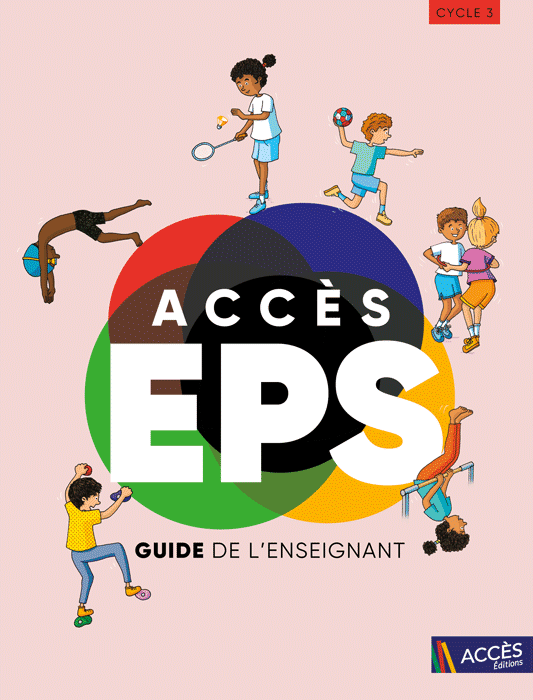 CYCLE 3
ACCÈS
EPS
GUIDE DE L'ENSEIGNANT
ACCÈS
Éditions